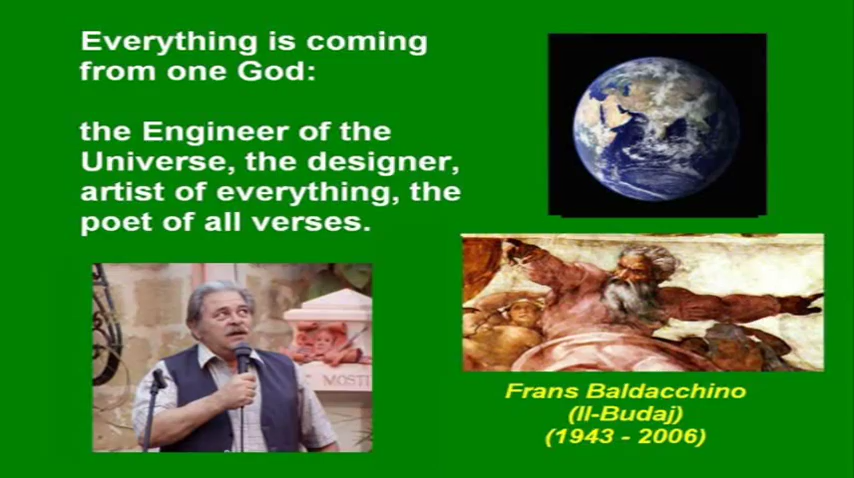 Everything is coming
from one God:
the Engineer of the
Universe, the designer,
artist of everything, the
poet of all verses.
MOSTI
Frans Baldacchino
(Il-Budaj)
(1943 - 2006)